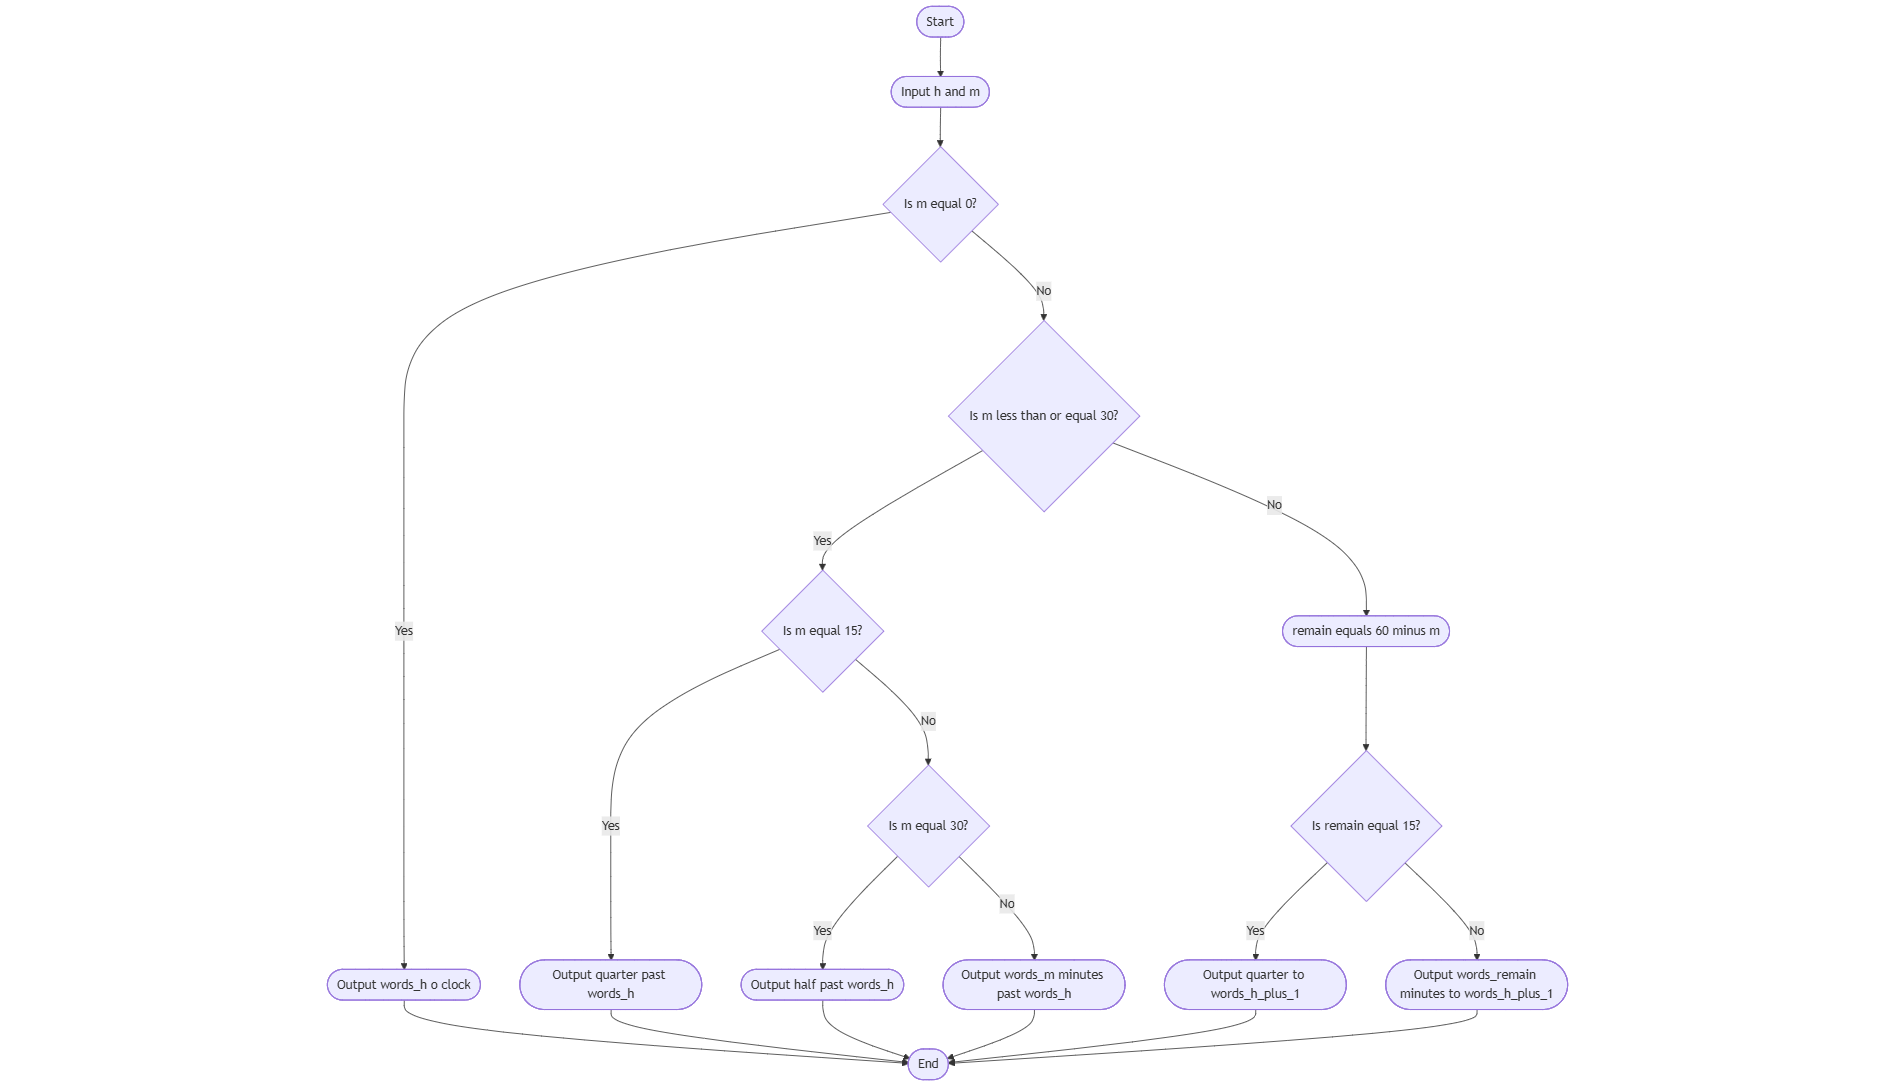 Start
Input h and m
Is m equal 0?
No
Is m less than or equal 30?
No
Yes
Is m equal 15?
Yes
remain equals 60 minus m
No
Is m equal 30?
Yes
Is remain equal 15?
No
Yes
Yes
No
Output words_h o clock
Output quarter past
words_h
Output half past words_h
Output words_m minutes
past words_h
Output quarter to
words_h_plus_1
Output words_remain
minutes to words_h_plus_1
End